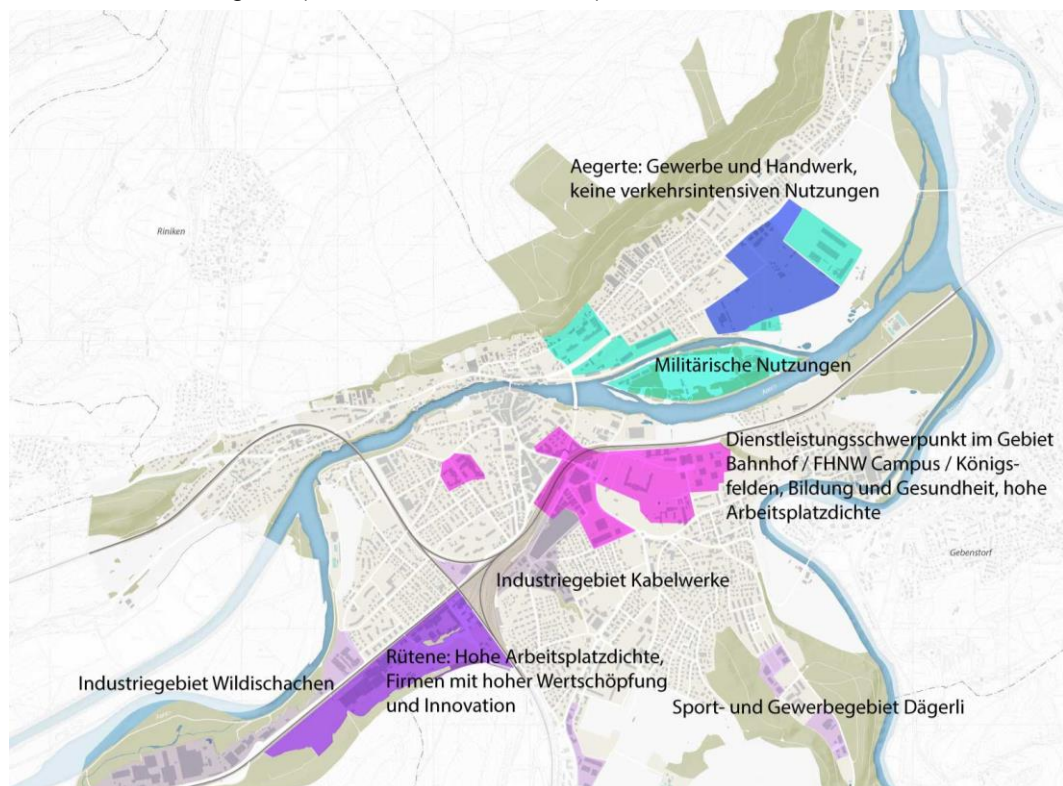 Aegerte: Gewerbe und Handwerk,
keine verkehrsintensiven Nutzungen
Riniken
Militärische Nutzungen
Dienstleistungsschwerpunkt im Gebiet
Bahnhof / FHNW Campus / Königs-
felden, Bildung und Gesundheit, hohe
Arbeitsplatzdichte
Gebenstorf
Industriegebiet Kabelwerke
Rütene: Hohe Arbeitsplatzdichte,
Firmen mit hoher Wertschöpfung
und Innovation
Industriegebiet Wildischachen
Sport- und Gewerbegebiet Dägerli